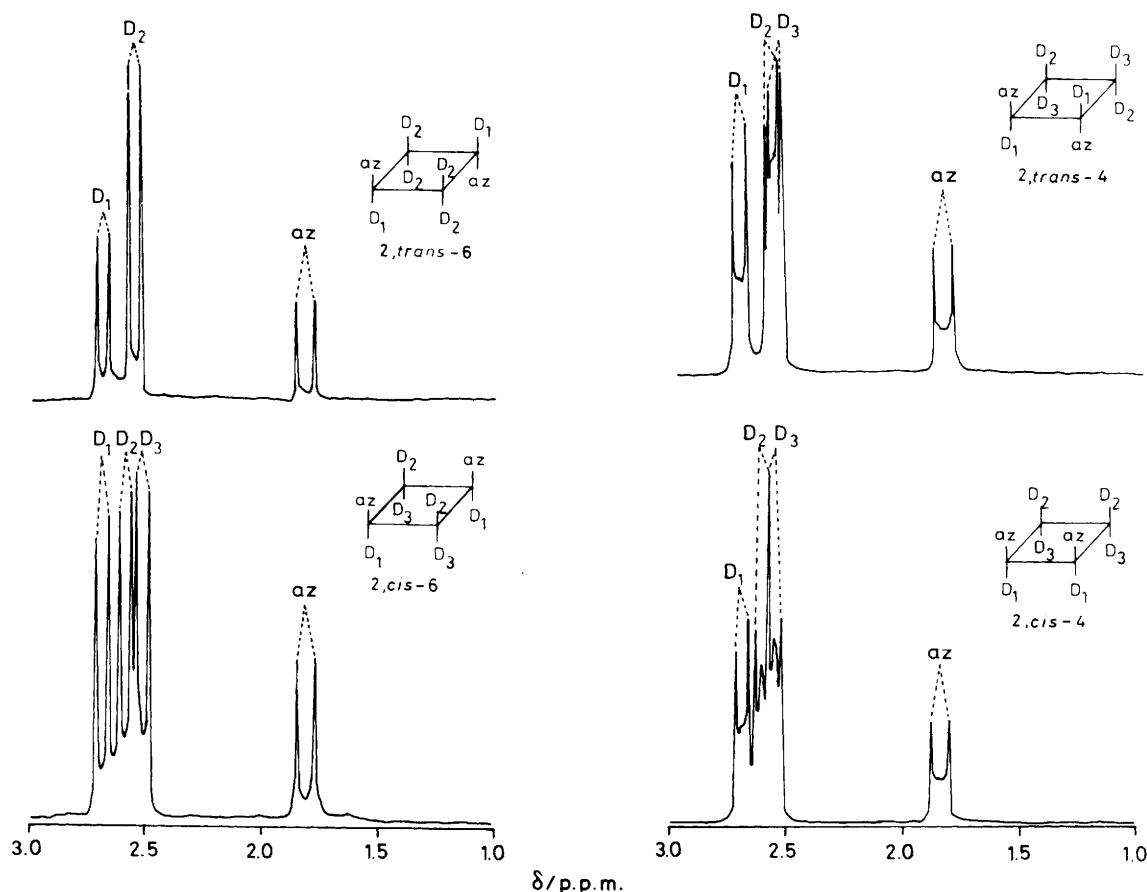 D₂
D₁
az
D₂ D₁
az D₂ D₂ az
D₁ D₂
2,trans-6
D₂ D₃
D₁
az
D₂ D₃
az D₃ D₁ D₂
D₁ az
2,trans-4
D₁ D₂ D₃
az
D₂ az
az D₃ D₂ D₁
D₁ D₃
2,cis-6
3.0 2.5 2.0 1.5 1.0
D₂ D₃
D₁
az
D₂ D₂
az D₃ az D₃
D₁ D₁
2,cis-4
3.0 2.5 2.0 1.5 1.0
δ/p.p.m.